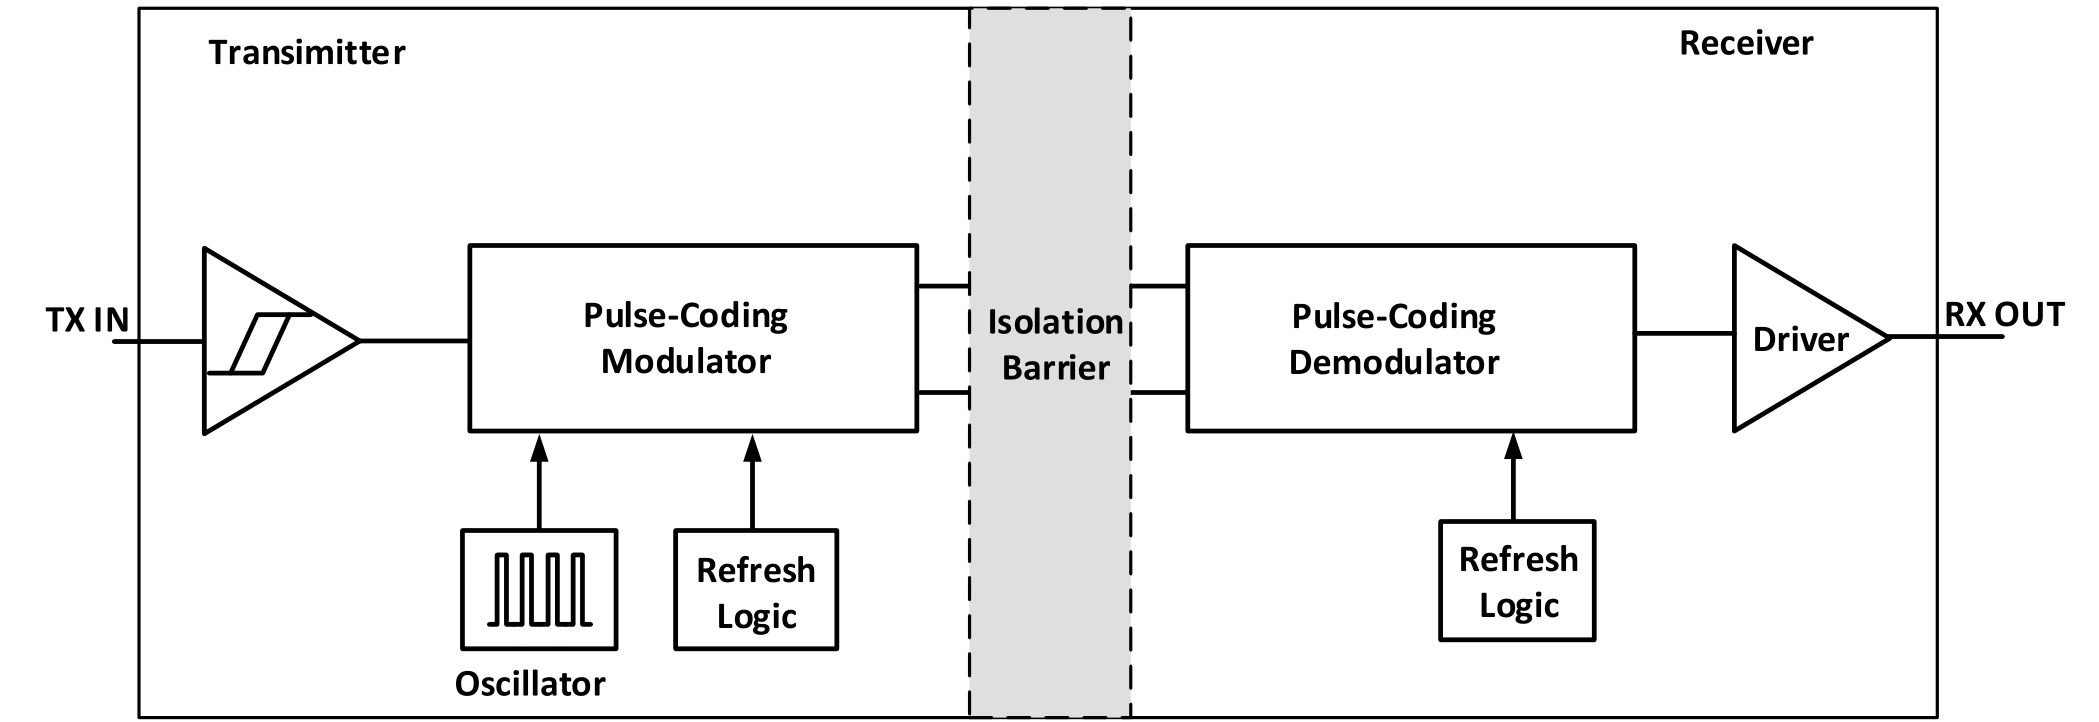 Transimitter
Receiver
TX IN
Pulse-Coding
Modulator
Isolation
Barrier
Pulse-Coding
Demodulator
Driver
RX OUT
Refresh
Logic
Oscillator
Refresh
Logic